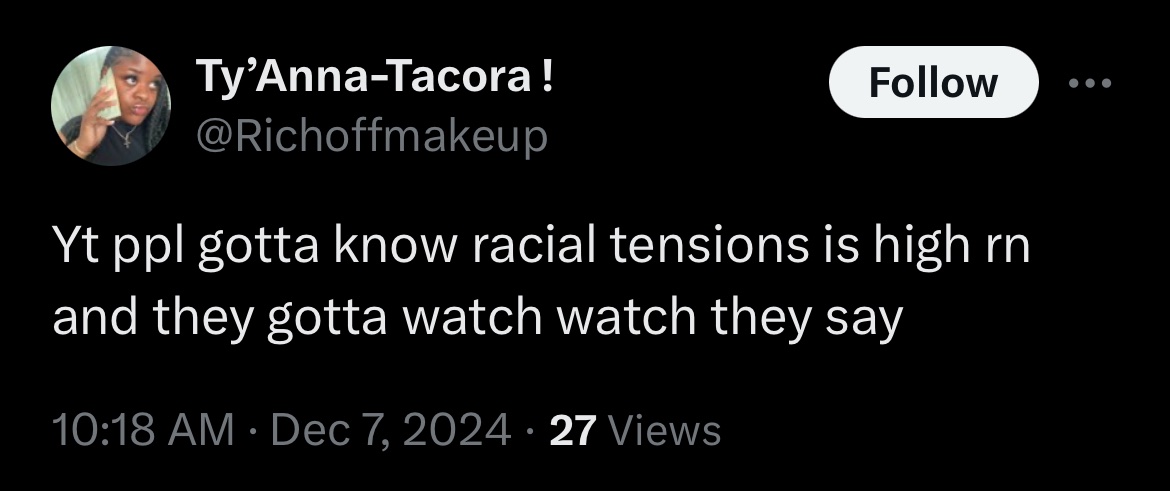 Ty’Anna-Tacora !
Follow
@Richoffmakeup
Yt ppl gotta know racial tensions is high rn
and they gotta watch watch they say
10:18 AM · Dec 7, 2024 · 27 Views